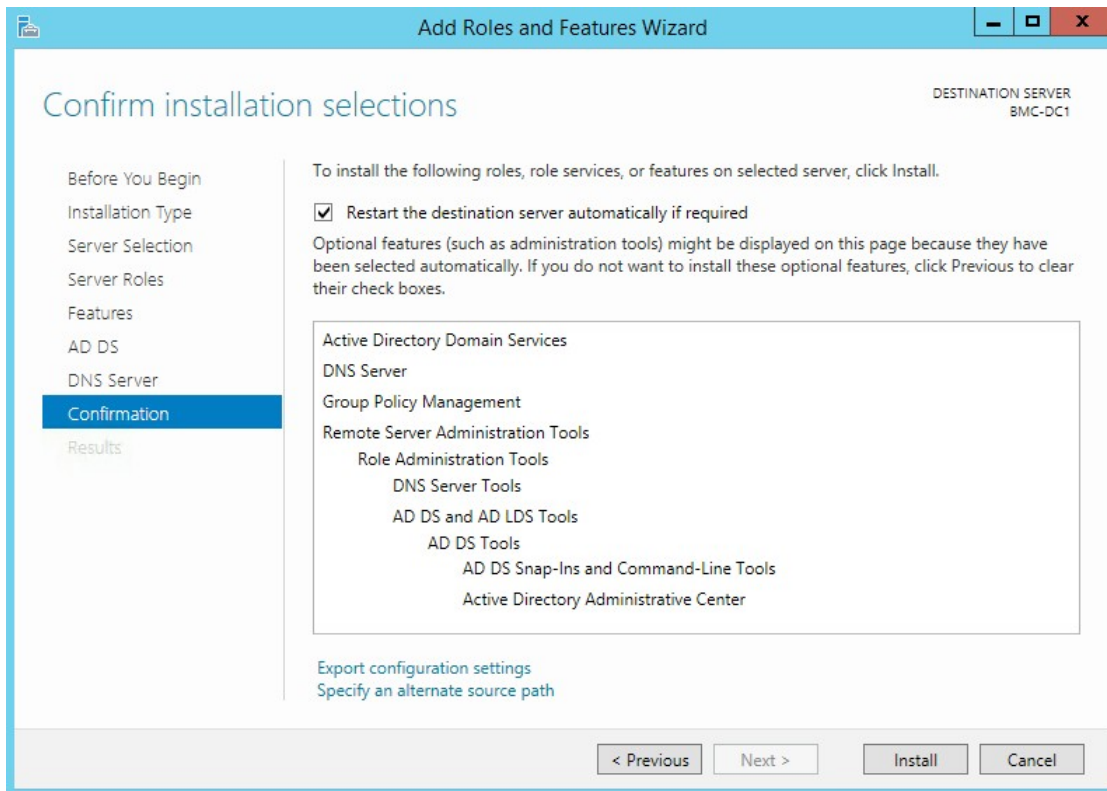 Add Roles and Features Wizard
Confirm installation selections
DESTINATION SERVER
BMC-DC1
Before You Begin
Installation Type
Server Selection
Server Roles
Features
AD DS
DNS Server
Confirmation
Results
To install the following roles, role services, or features on selected server, click Install.
Restart the destination server automatically if required
Optional features (such as administration tools) might be displayed on this page because they have
been selected automatically. If you do not want to install these optional features, click Previous to clear
their check boxes.
Active Directory Domain Services
DNS Server
Group Policy Management
Remote Server Administration Tools
Role Administration Tools
DNS Server Tools
AD DS and AD LDS Tools
AD DS Tools
AD DS Snap-Ins and Command-Line Tools
Active Directory Administrative Center
Export configuration settings
Specify an alternate source path
< Previous
Next >
Install
Cancel